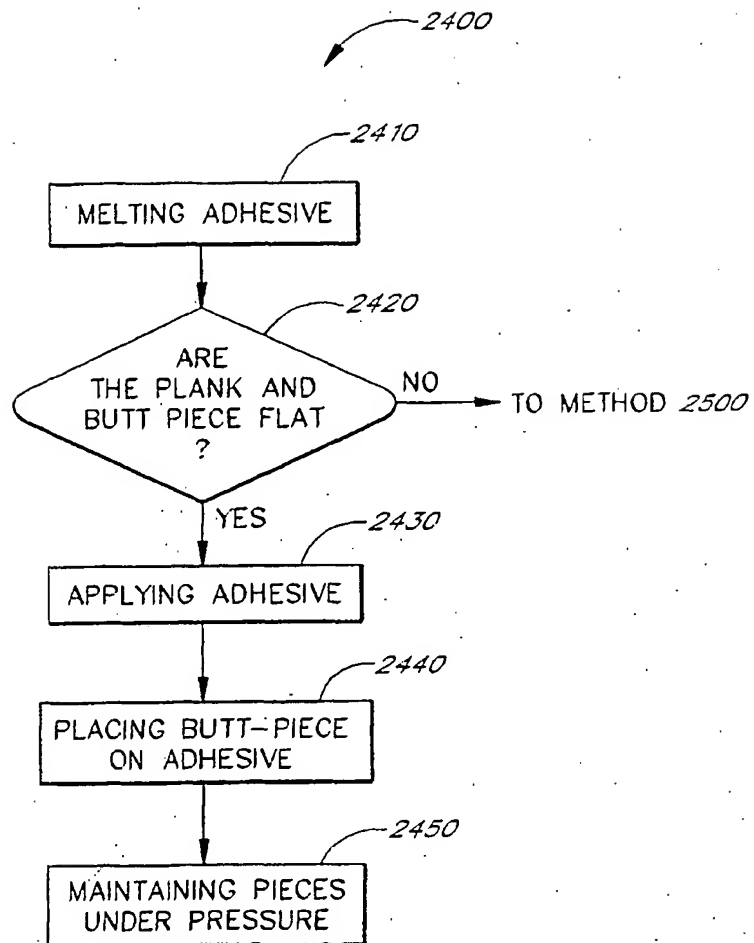 2400
2410
MELTING ADHESIVE
2420
ARE
THE PLANK AND
BUTT PIECE FLAT
?
NO
TO METHOD 2500
YES
2430
APPLYING ADHESIVE
2440
PLACING BUTT-PIECE
ON ADHESIVE
2450
MAINTAINING PIECES
UNDER PRESSURE